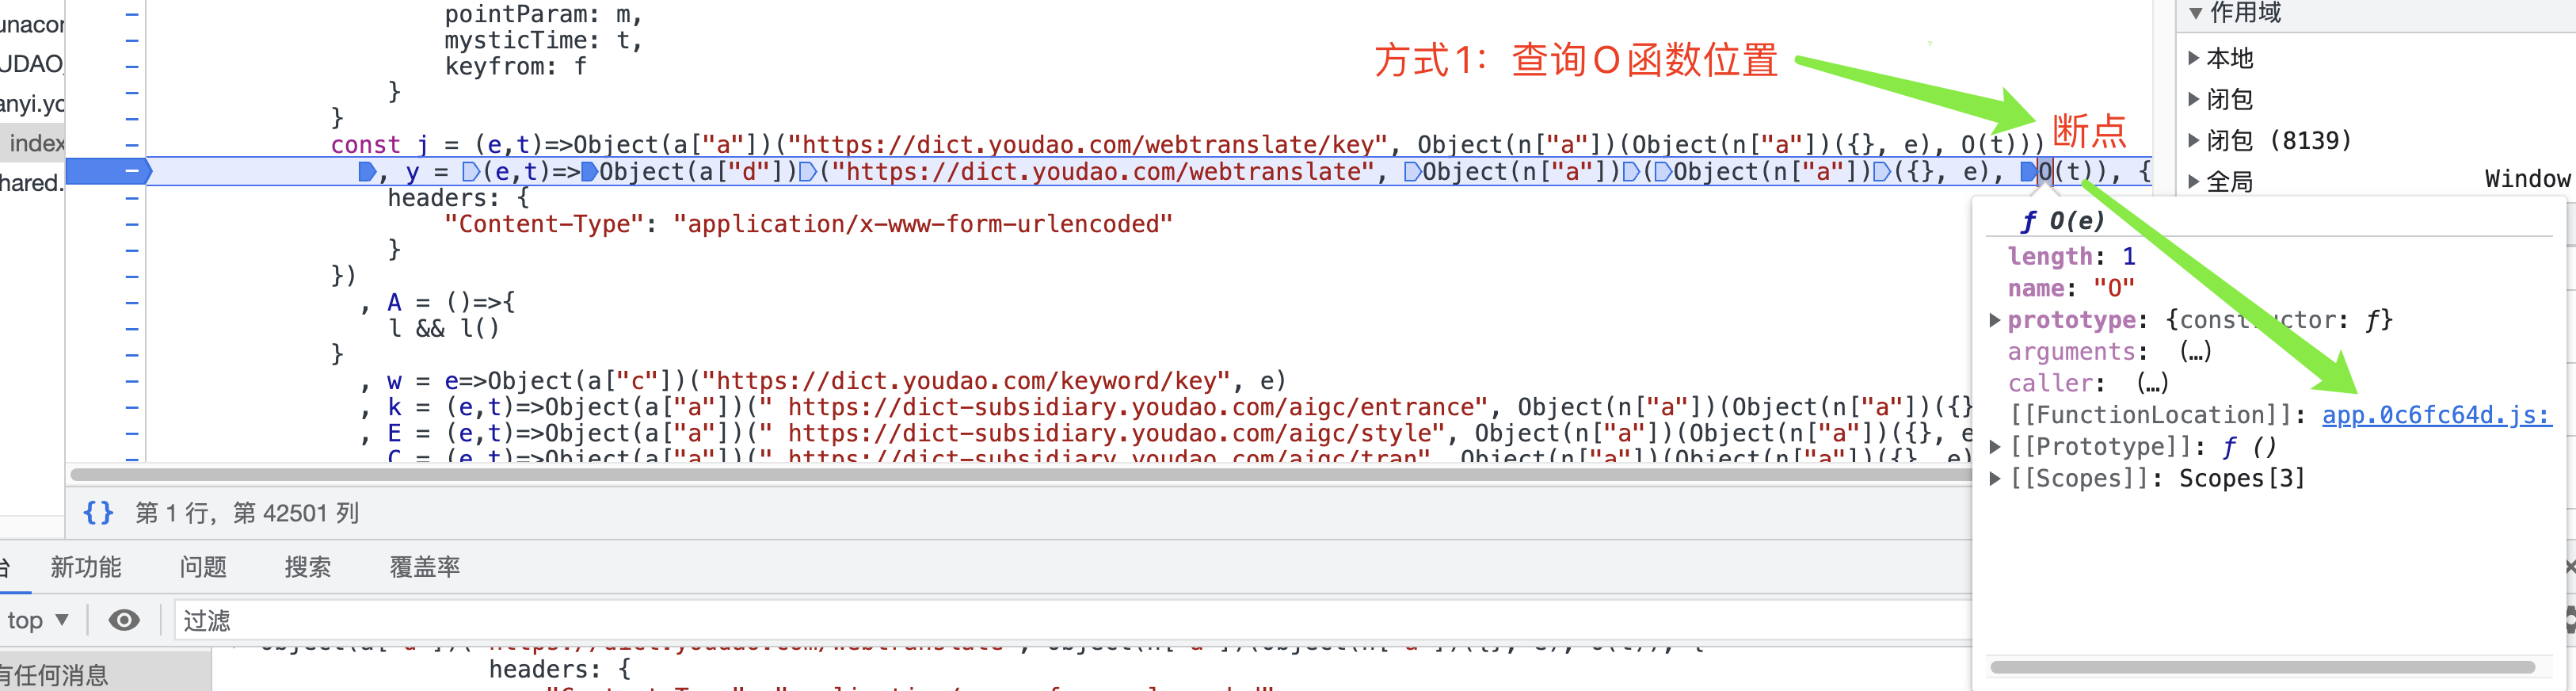 unacor
UDAO_
anyi.yo
index
hared.
pointParam: m,
mysticTime: t,
keyfrom: f
}
}
const j = (e,t)=>Object(a["a"])("https://dict.youdao.com/webtranslate/key", Object(n["a"])(Object(n["a"])({}, e), O(t)))
, y = (e,t)=>Object(a["d"])("https://dict.youdao.com/webtranslate", Object(n["a"])(Object(n["a"])({}, e), O(t)), {
headers: {
"Content-Type": "application/x-www-form-urlencoded"
}
})
, A = ()=>{
l && l()
}
, w = e=>Object(a["c"])("https://dict.youdao.com/keyword/key", e)
, k = (e,t)=>Object(a["a"])(" https://dict-subsidiary.youdao.com/aigc/entrance", Object(n["a"])(Object(n["a"])({}
, E = (e,t)=>Object(a["a"])(" https://dict-subsidiary.youdao.com/aigc/style", Object(n["a"])(Object(n["a"])({}, e
, C = (e,t)=>Object(a["a"])(" https://dict-subsidiary.youdao.com/aigc/tran", Object(n["a"])(Object(n["a"])({}, e)
方式1：查询O函数位置
断点
作用域
本地
闭包
闭包 (8139)
全局 Window
ƒ O(e)
length: 1
name: "O"
prototype: {constructor: ƒ}
arguments: (…)
caller: (…)
[[FunctionLocation]]: app.0c6fc64d.js:
[[Prototype]]: ƒ ()
[[Scopes]]: Scopes[3]
{} 第 1 行，第 42501 列
台 新功能 问题 搜索 覆盖率
top 过滤
有任何消息
headers: {